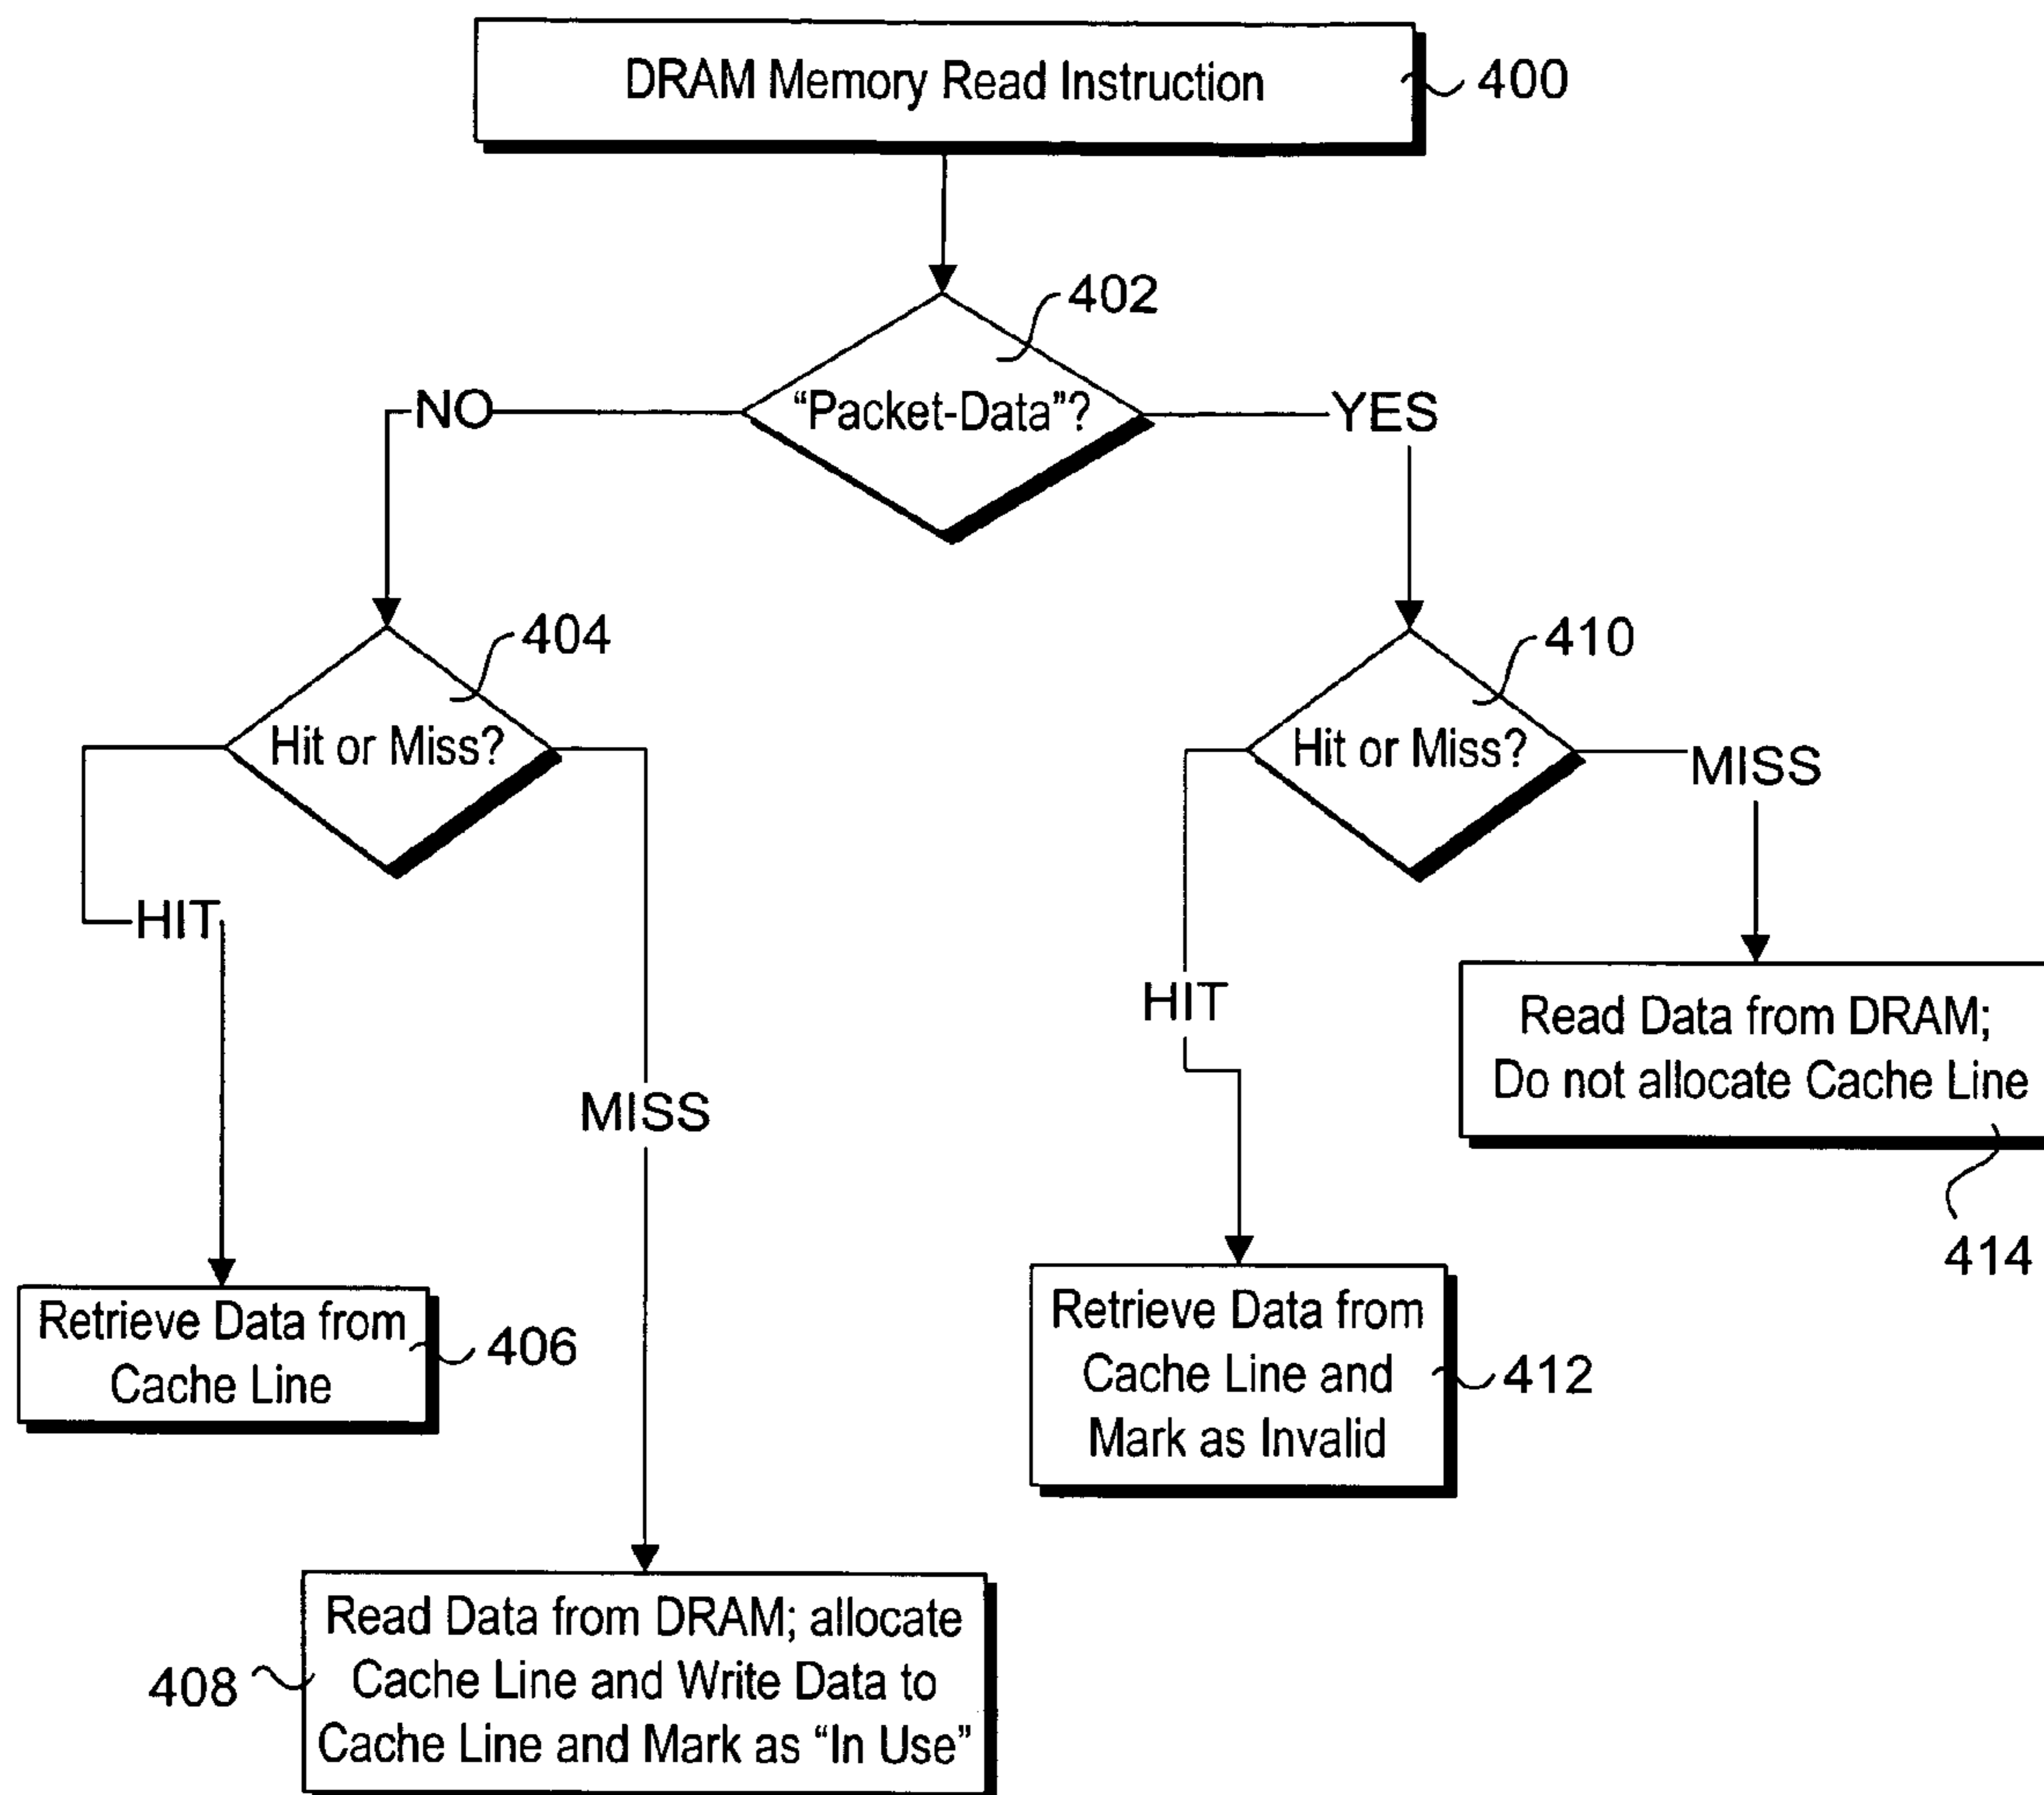 DRAM Memory Read Instruction
400
402
"Packet-Data"?
NO
YES
404
Hit or Miss?
410
Hit or Miss?
MISS
HIT
HIT
MISS
Read Data from DRAM;
Do not allocate Cache Line
414
Retrieve Data from
Cache Line
406
Retrieve Data from
Cache Line and
Mark as Invalid
412
Read Data from DRAM; allocate
Cache Line and Write Data to
Cache Line and Mark as “In Use”
408